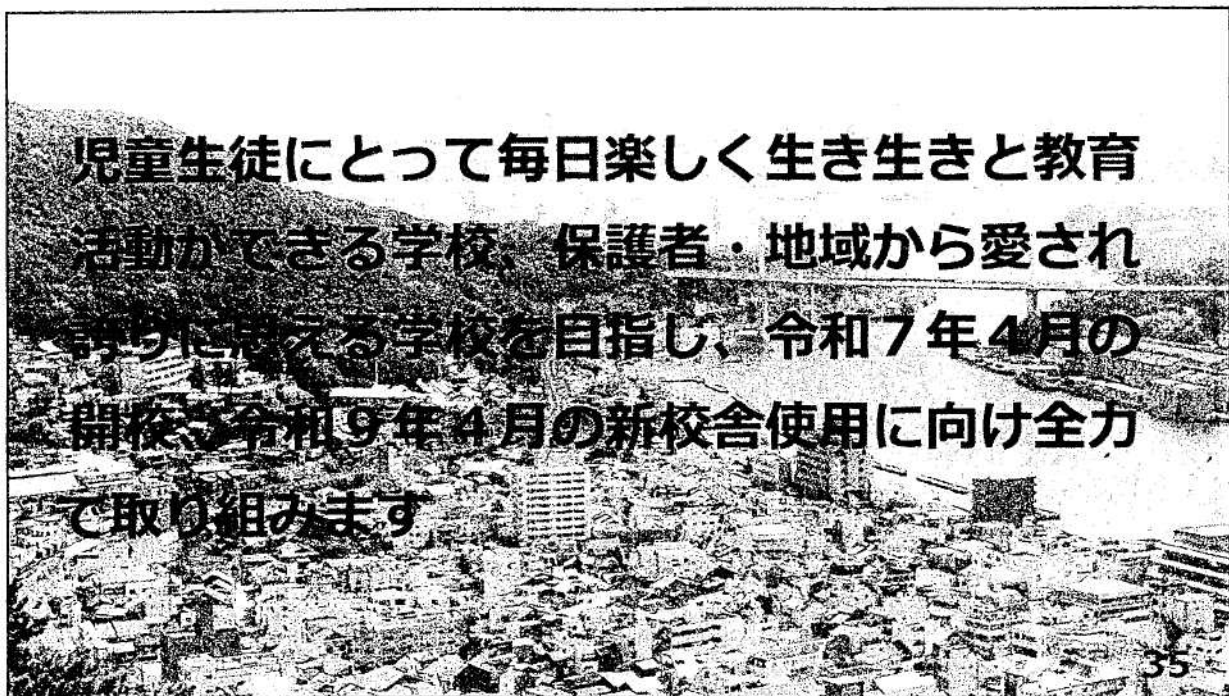 児童生徒にとって毎日楽しく生き生きと教育
活動ができる学校、保護者・地域から愛され
誇りに思える学校を目指し、令和７年４月の
開校、令和９年４月の新校舎使用に向け全力
で取り組みます
35